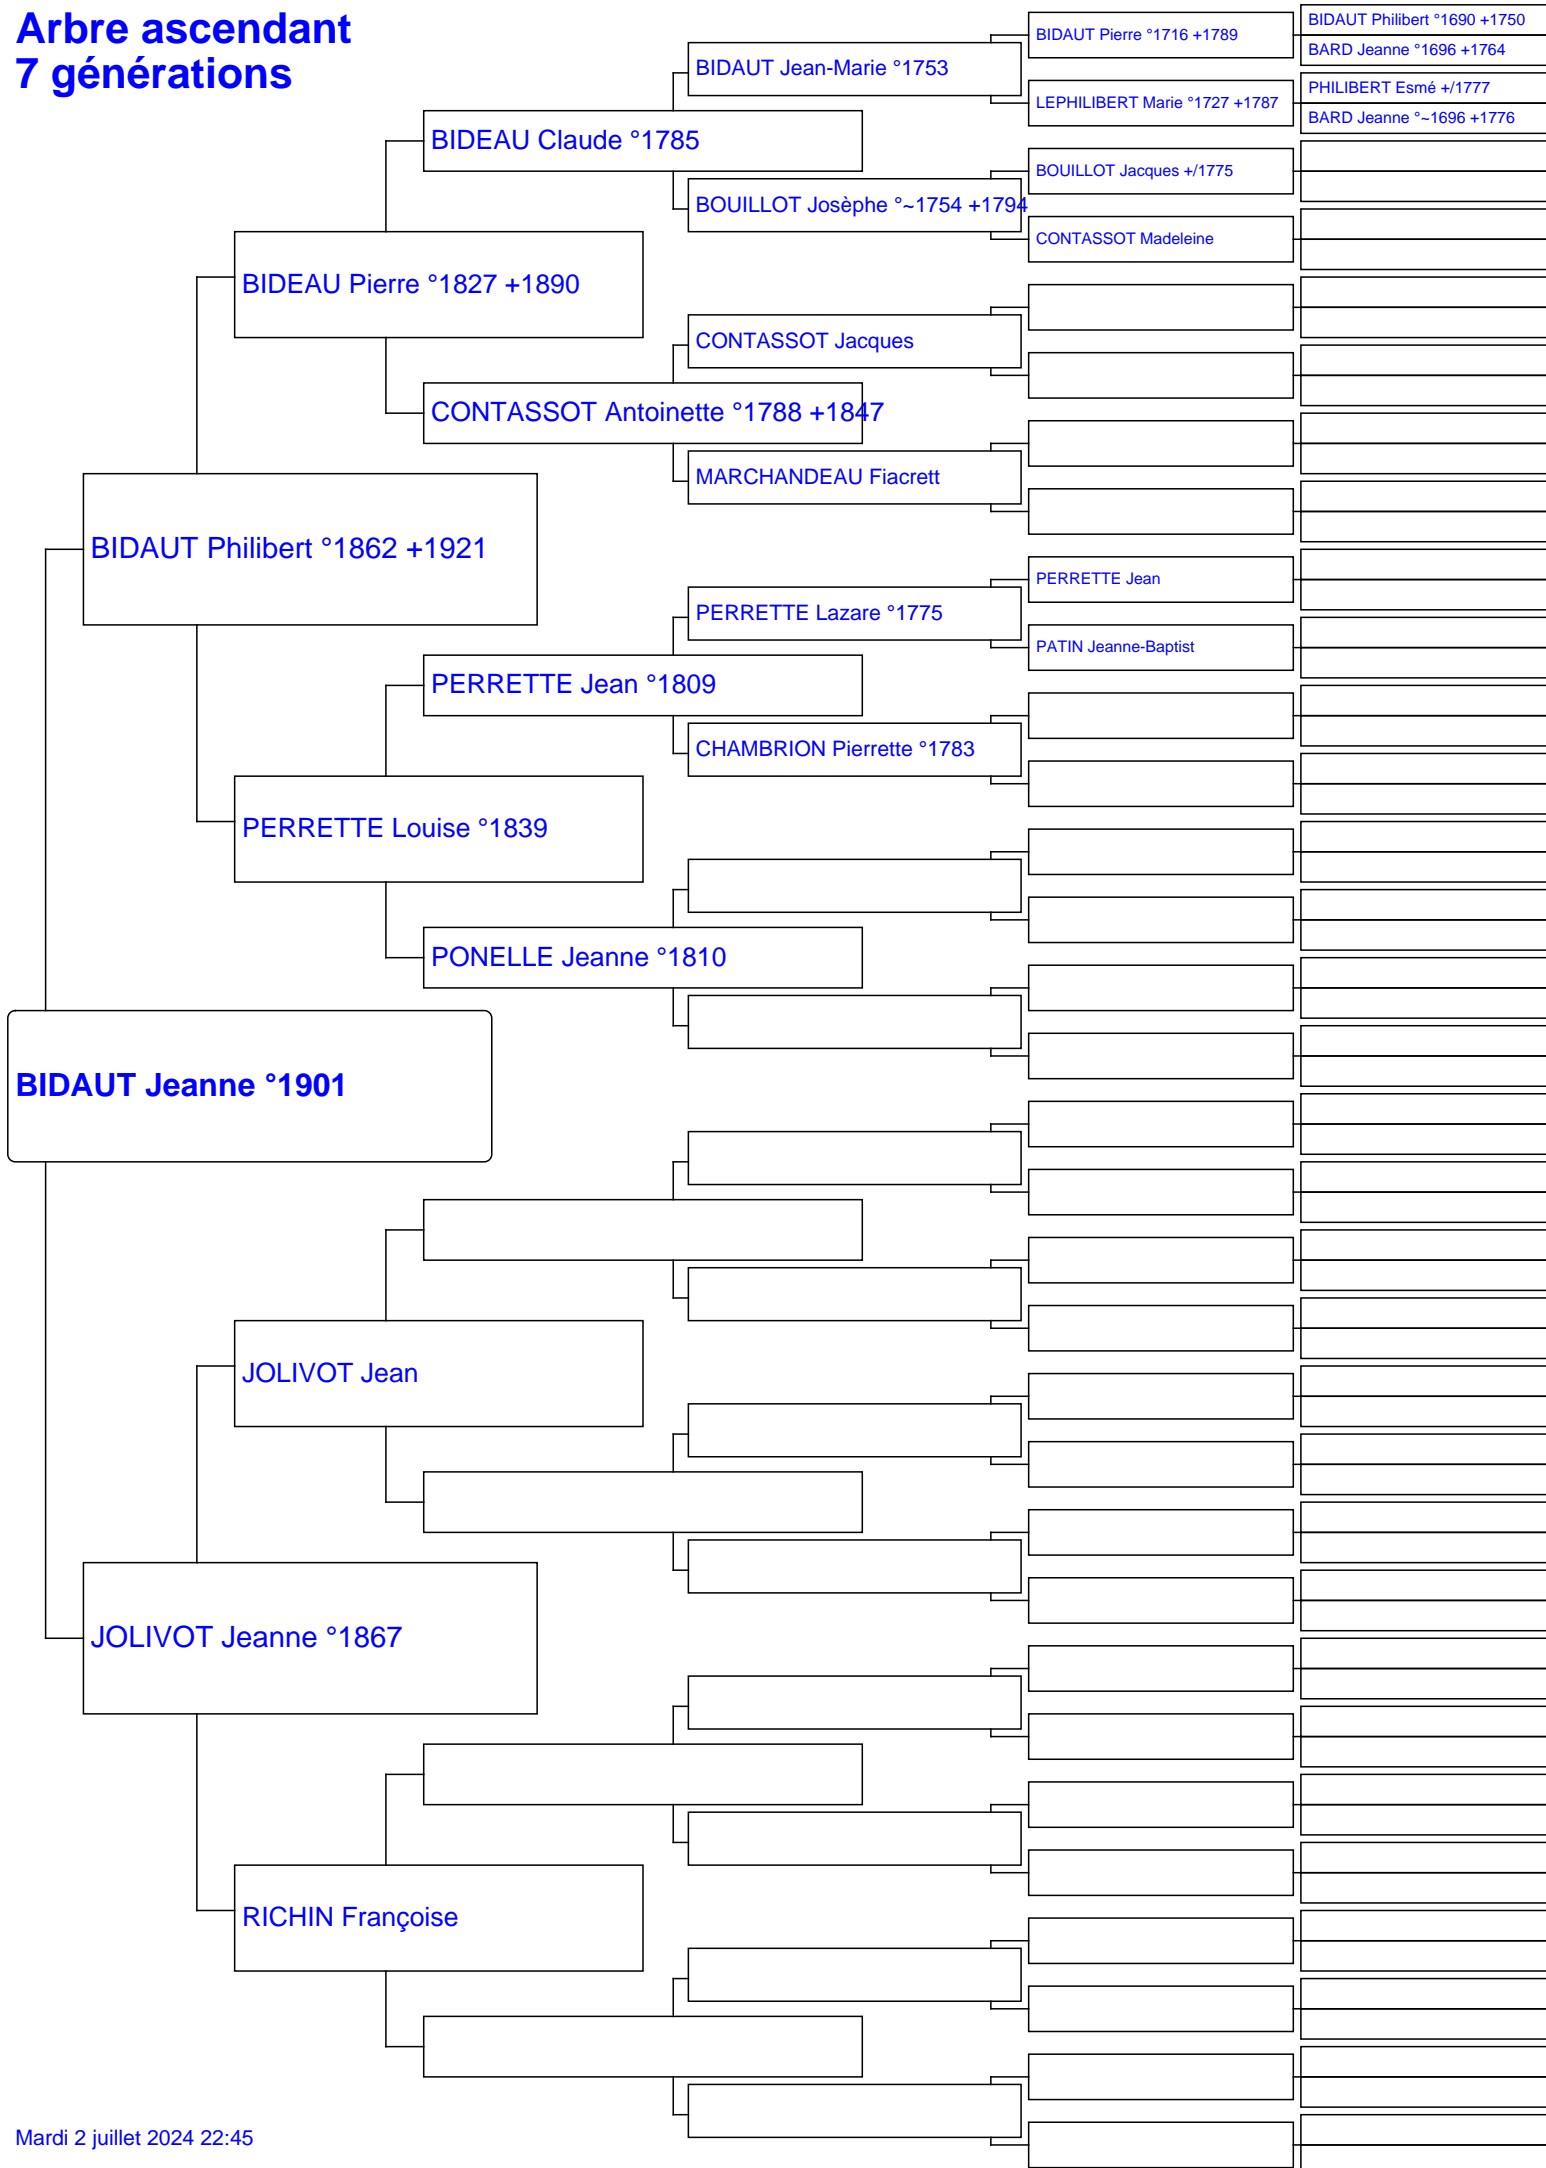 Arbre ascendant
7 générations
BIDAUT Philibert °1690 +1750
BIDAUT Pierre °1716 +1789
BARD Jeanne °1696 +1764
BIDAUT Jean-Marie °1753
PHILIBERT Esmé +/1777
LEPHILIBERT Marie °1727 +1787
BARD Jeanne °~1696 +1776
BIDEAU Claude °1785
BOUILLOT Jacques +/1775
BOUILLOT Josèphe °~1754 +1794
CONTASSOT Madeleine
BIDEAU Pierre °1827 +1890
CONTASSOT Jacques
CONTASSOT Antoinette °1788 +1847
MARCHANDEAU Fiacrett
BIDAUT Philibert °1862 +1921
PERRETTE Jean
PERRETTE Lazare °1775
PATIN Jeanne-Baptist
PERRETTE Jean °1809
CHAMBRION Pierrette °1783
PERRETTE Louise °1839
PONELLE Jeanne °1810
BIDAUT Jeanne °1901
JOLIVOT Jean
JOLIVOT Jeanne °1867
RICHIN Françoise
Mardi 2 juillet 2024 22:45